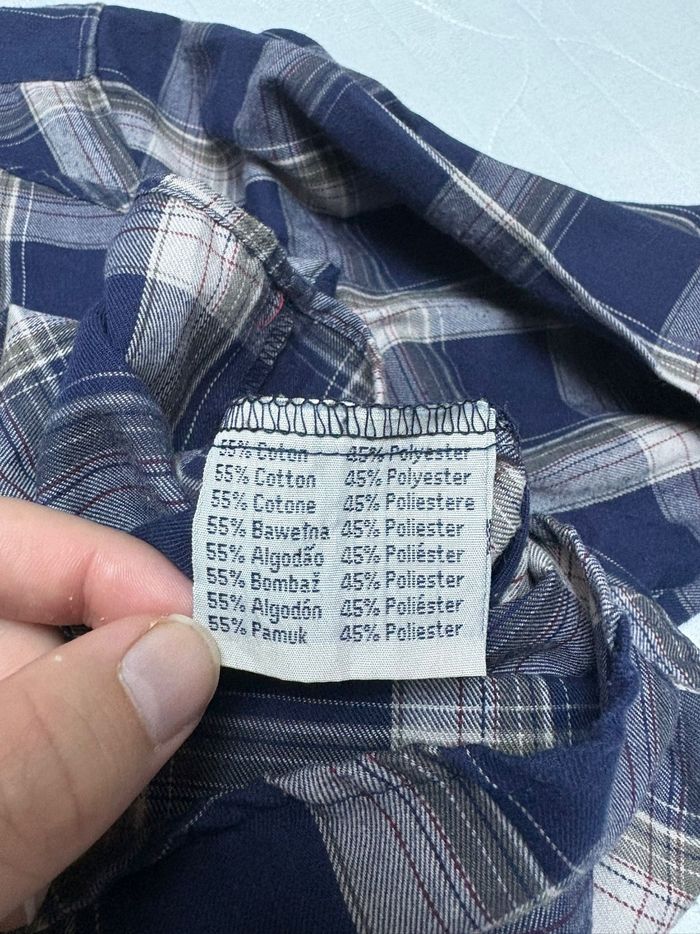 55% Coton 45% Polyester
55% Cotton 45% Polyester
55% Cotone 45% Poliestere
55% Bawełna 45% Poliester
55% Algodão 45% Poliéster
55% Bombaž 45% Poliester
55% Algodón 45% Poliéster
55% Pamuk 45% Poliester